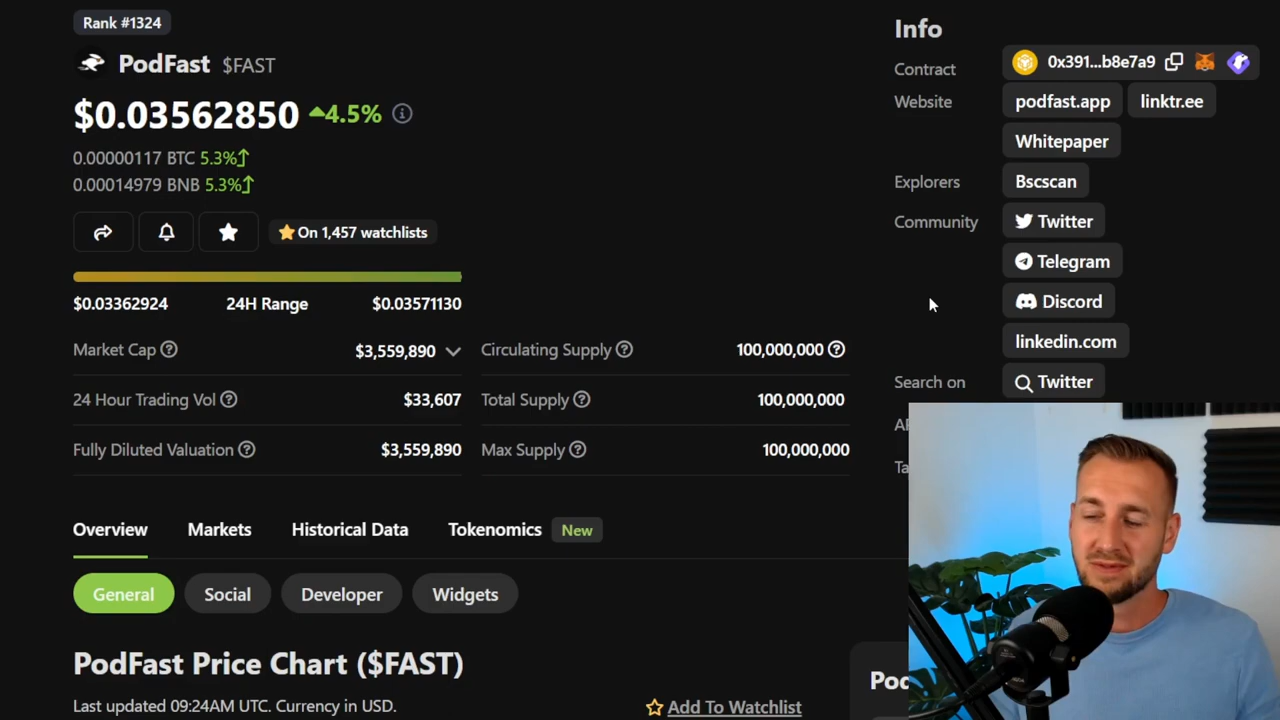 Rank #1324
PodFast $FAST
$0.03562850 4.5%
0.00000117 BTC 5.3%
0.00014979 BNB 5.3%
On 1,457 watchlists
$0.03362924 24H Range $0.03571130
Market Cap $3,559,890
24 Hour Trading Vol $33,607
Fully Diluted Valuation $3,559,890
Circulating Supply 100,000,000
Total Supply 100,000,000
Max Supply 100,000,000
Overview Markets Historical Data Tokenomics New
General Social Developer Widgets
PodFast Price Chart ($FAST)
Last updated 09:24AM UTC. Currency in USD.
Add To Watchlist
Info
Contract 0x391...b8e7a9
Website podfast.app linktr.ee
Whitepaper
Explorers Bscscan
Community Twitter
Telegram
Discord
linkedin.com
Search on Twitter